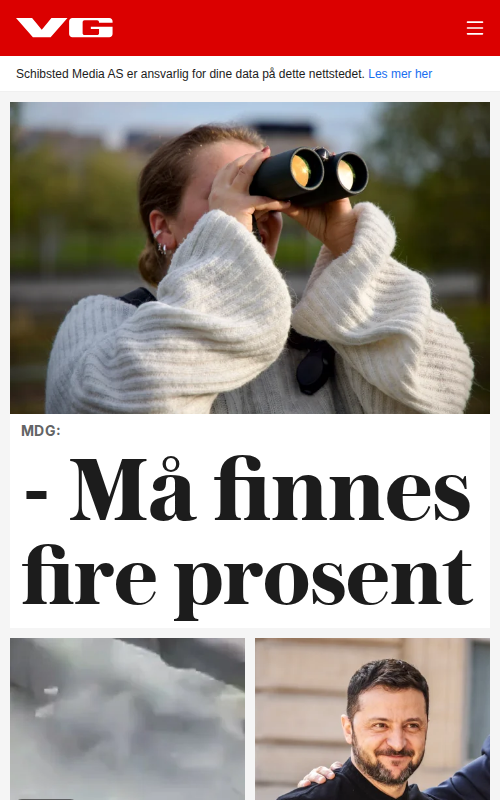 VG
Schibsted Media AS er ansvarlig for dine data på dette nettstedet. Les mer her
MDG:
- Må finnes
fire prosent